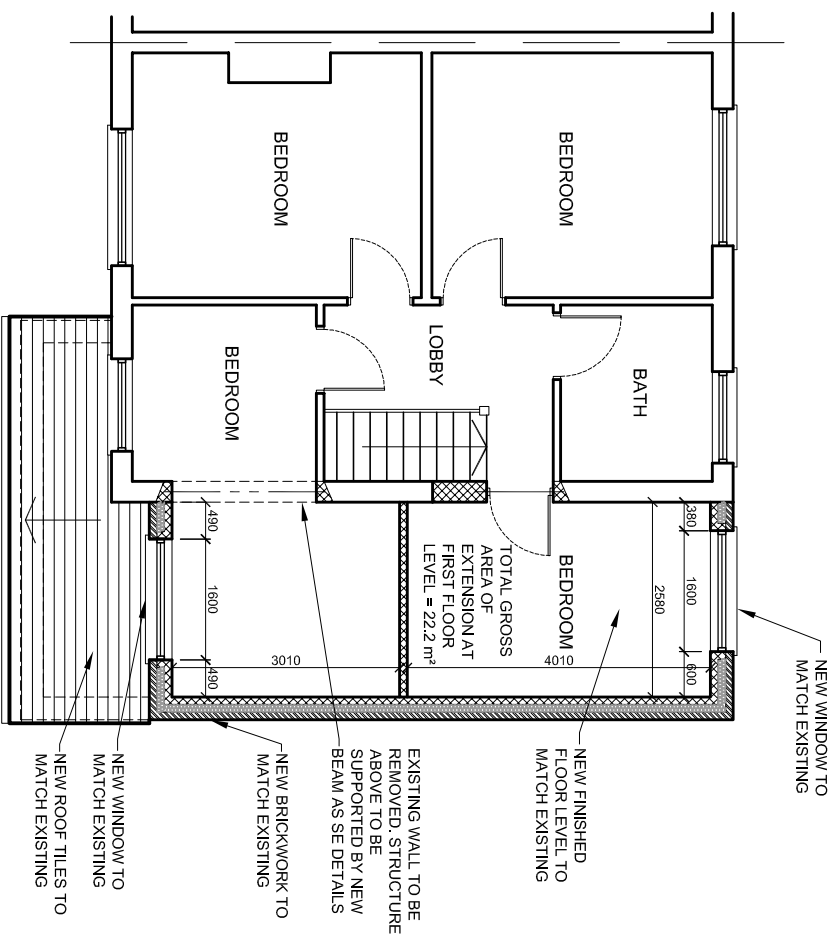 BEDROOM
BEDROOM
BEDROOM
LOBBY
BATH
BEDROOM
TOTAL GROSS
AREA OF
EXTENSION AT
FIRST FLOOR
LEVEL = 22.2 m²
380
1600
600
2580
4010
3010
490
1600
490
NEW WINDOW TO
MATCH EXISTING
NEW FINISHED
FLOOR LEVEL TO
MATCH EXISTING
EXISTING WALL TO BE
REMOVED. STRUCTURE
ABOVE TO BE
SUPPORTED BY NEW
BEAM AS SE DETAILS
NEW BRICKWORK TO
MATCH EXISTING
NEW WINDOW TO
MATCH EXISTING
NEW ROOF TILES TO
MATCH EXISTING